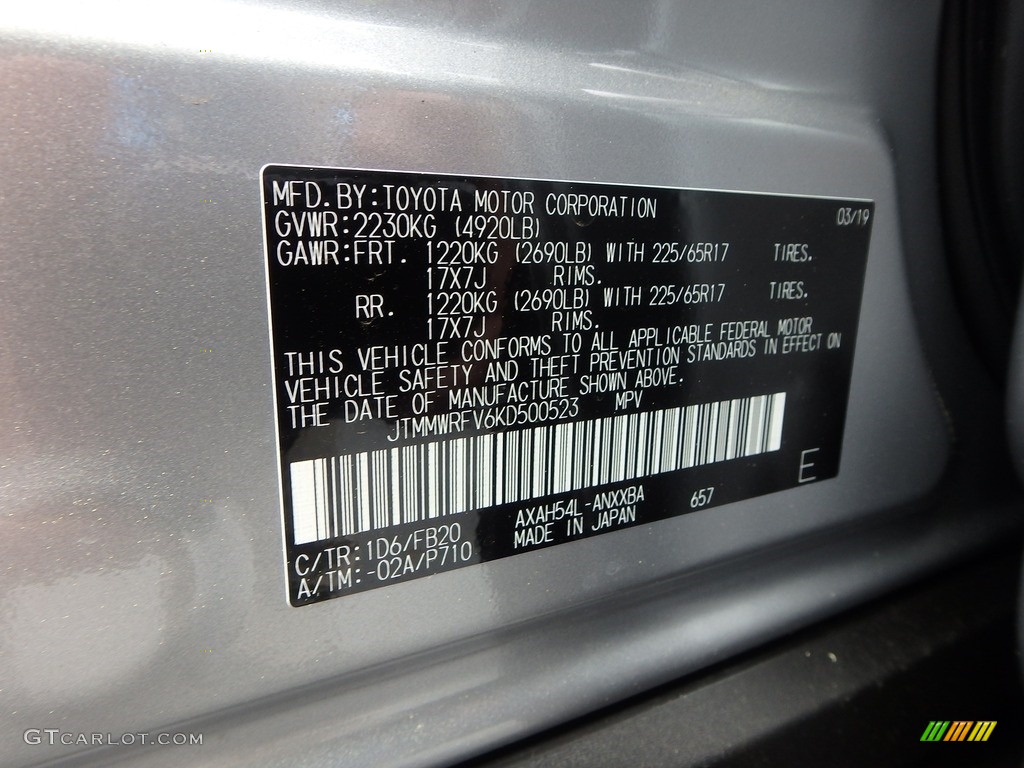 MFD. BY: TOYOTA MOTOR CORPORATION 03/19
GVWR: 2230KG (4920LB)
GAWR: FRT. 1220KG (2690LB) WITH 225/65R17 TIRES.
17X7J RIMS.
RR. 1220KG (2690LB) WITH 225/65R17 TIRES.
17X7J RIMS.
THIS VEHICLE CONFORMS TO ALL APPLICABLE FEDERAL MOTOR
VEHICLE SAFETY AND THEFT PREVENTION STANDARDS IN EFFECT ON
THE DATE OF MANUFACTURE SHOWN ABOVE.
JTMMWRFV6KD500523 MPV
E
C/TR: 1D6/FB20 AXAH54L-ANXXBA 657
A/TM: -02A/P710 MADE IN JAPAN
GTCARLOT.COM